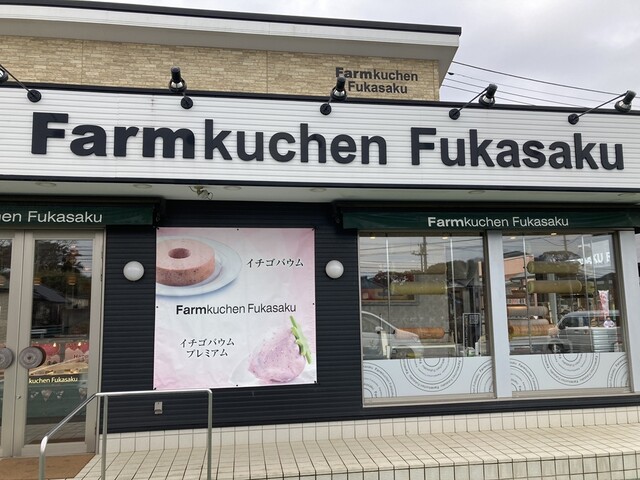 Farmkuchen
Fukasaku
Farmkuchen Fukasaku
en Fukasaku
Farmkuchen Fukasaku
イチゴバウム
Farmkuchen Fukasaku
イチゴバウム
プレミアム
kuchen Fukasaku